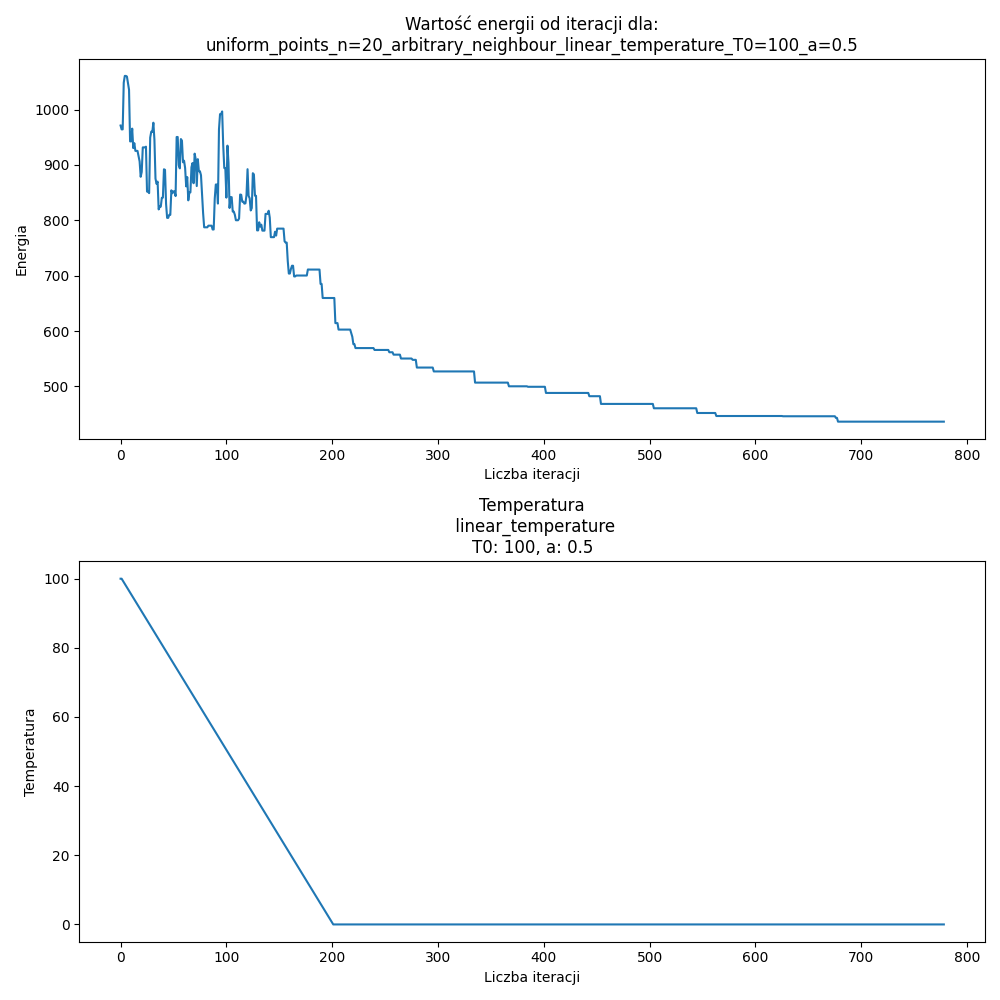 Wartość energii od iteracji dla:
uniform_points_n=20_arbitrary_neighbour_linear_temperature_T0=100_a=0.5
1000
900
800
700
600
500
Energia
0 100 200 300 400 500 600 700 800
Liczba iteracji
Temperatura
linear_temperature
T0: 100, a: 0.5
100
80
60
40
20
0
Temperatura
0 100 200 300 400 500 600 700 800
Liczba iteracji